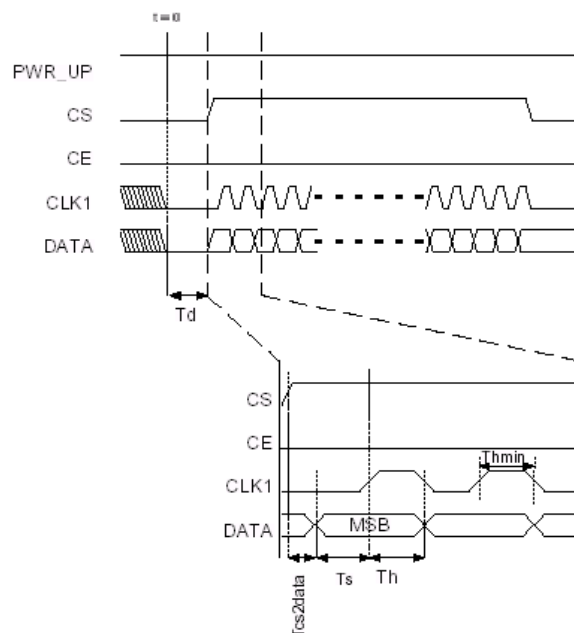 t=0
PWR_UP
CS
CE
CLK1
DATA
Td
CS
CE
Thmin
CLK1
DATA
MSB
Tcs2data
Ts
Th